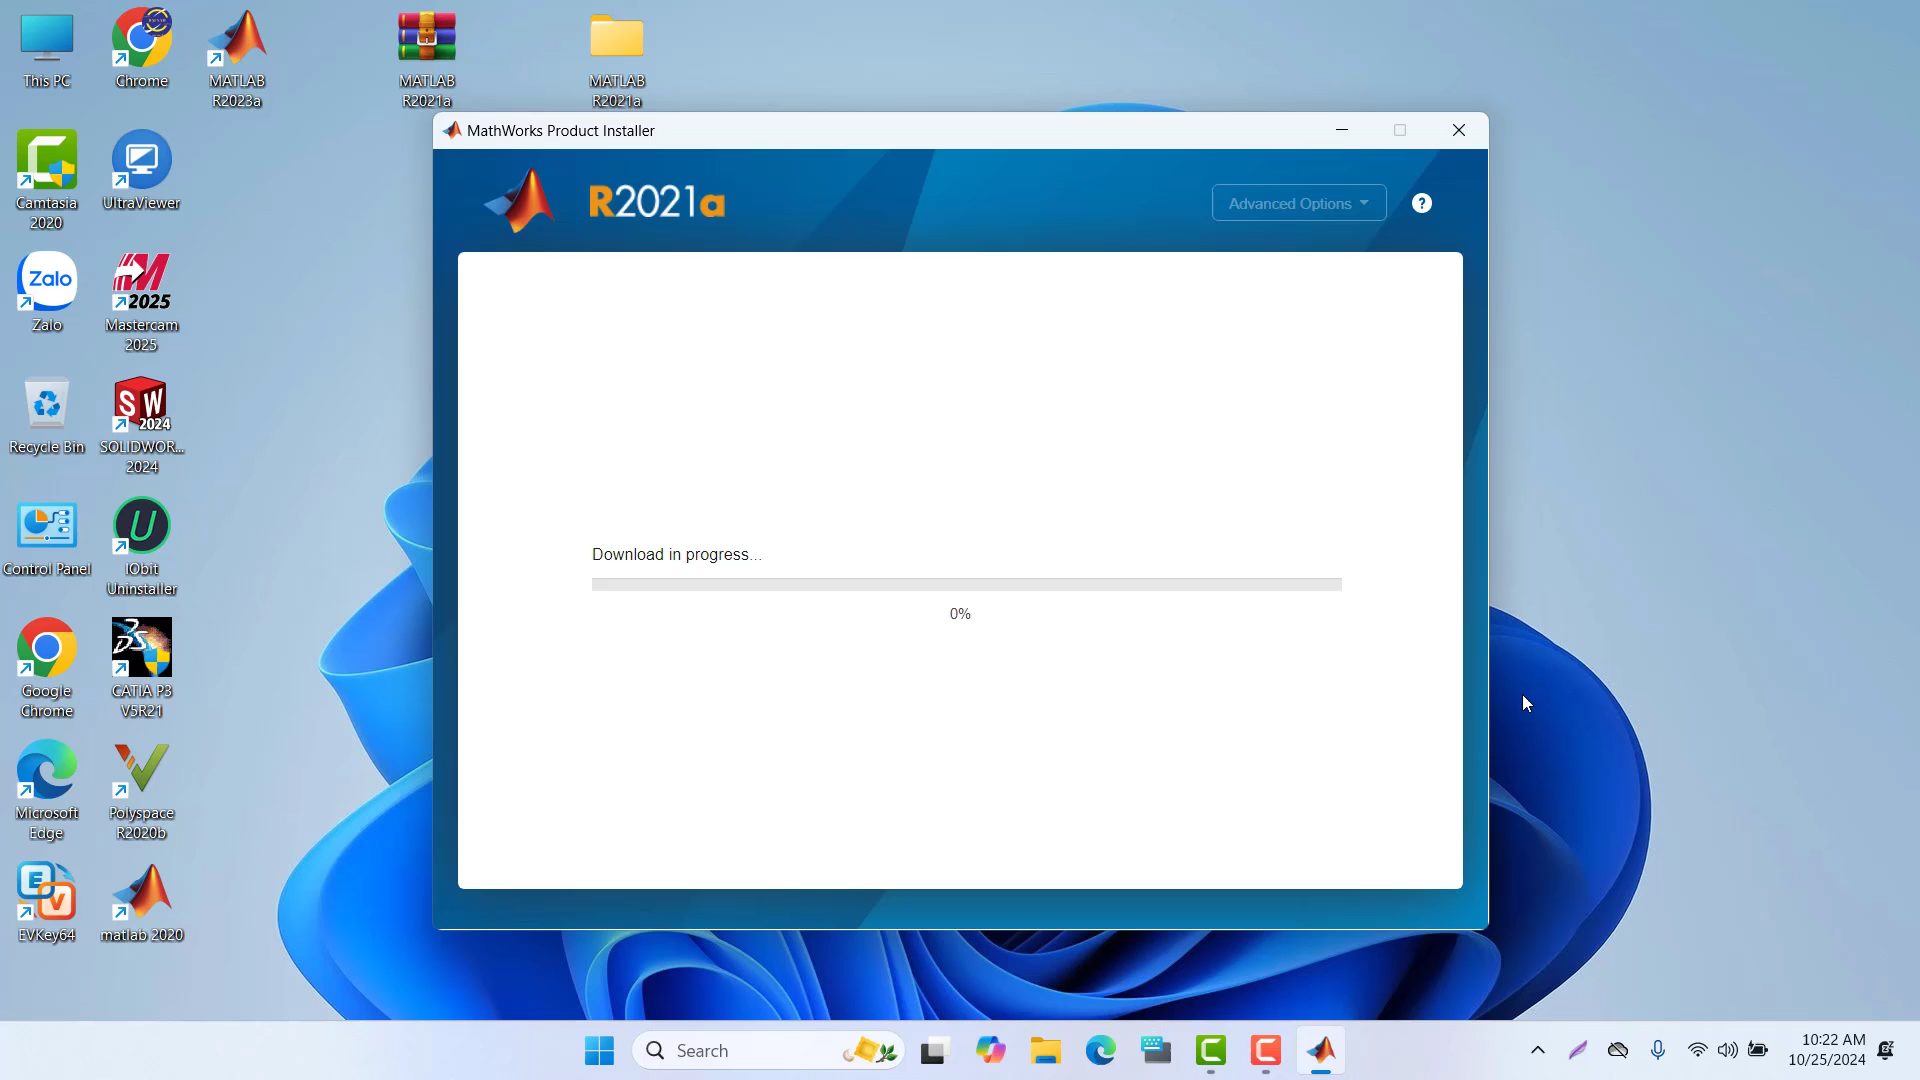 This PC
Chrome
MATLAB
R2023a
MATLAB
R2021a
MATLAB
R2021a
Camtasia
2020
UltraViewer
Zalo
Zalo
2025
Mastercam
2025
Recycle Bin
SW
2024
SOLIDWOR...
2024
Control Panel
IObit
Uninstaller
Google
Chrome
CATIA P3
V5R21
Microsoft
Edge
Polyspace
R2020b
EVKey64
matlab 2020
MathWorks Product Installer
R2021a
Advanced Options
?
Download in progress...
0%
Search
10:22 AM
10/25/2024